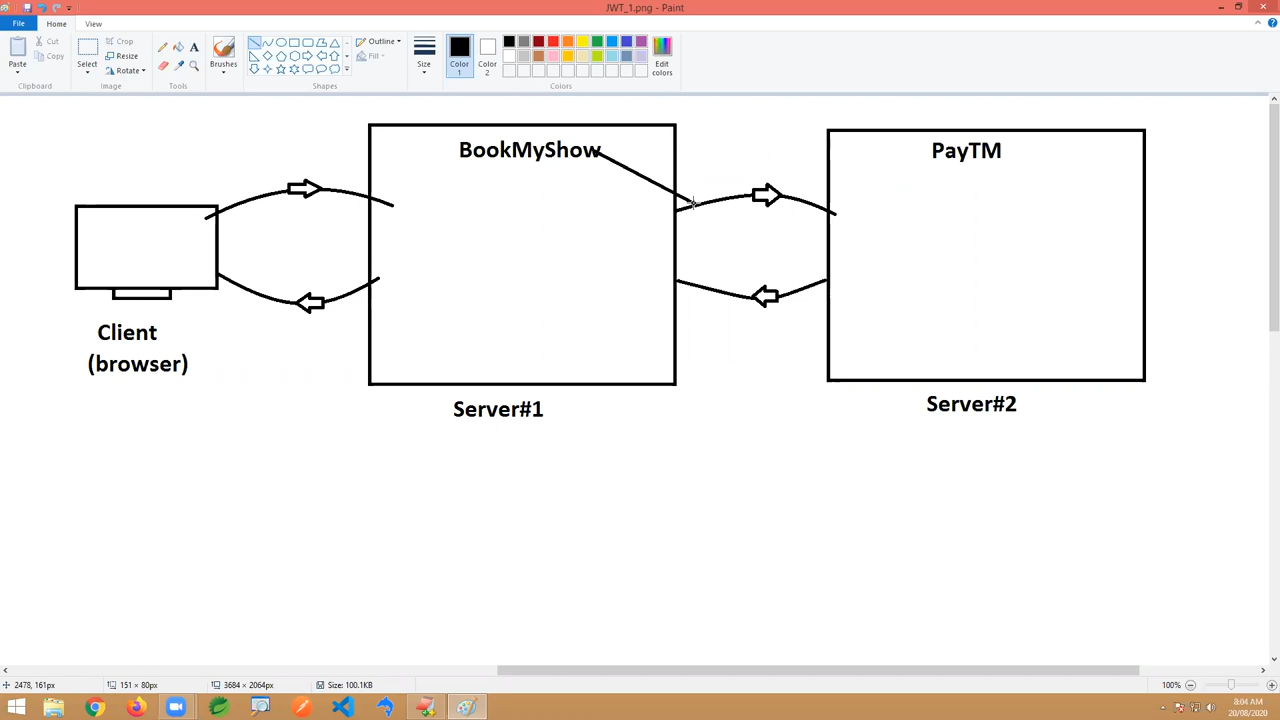 JWT_1.png - Paint
File
Home
View
Paste
Cut
Copy
Clipboard
Select
Crop
Resize
Rotate
Image
A
Tools
Brushes
Shapes
Outline
Fill
Size
Color
1
Color
2
Edit
colors
Colors
BookMyShow
PayTM
Client
(browser)
Server#1
Server#2
2478, 161px
151 × 80px
3684 × 2064px
Size: 100.1KB
100%
8:04 AM
20/08/2020